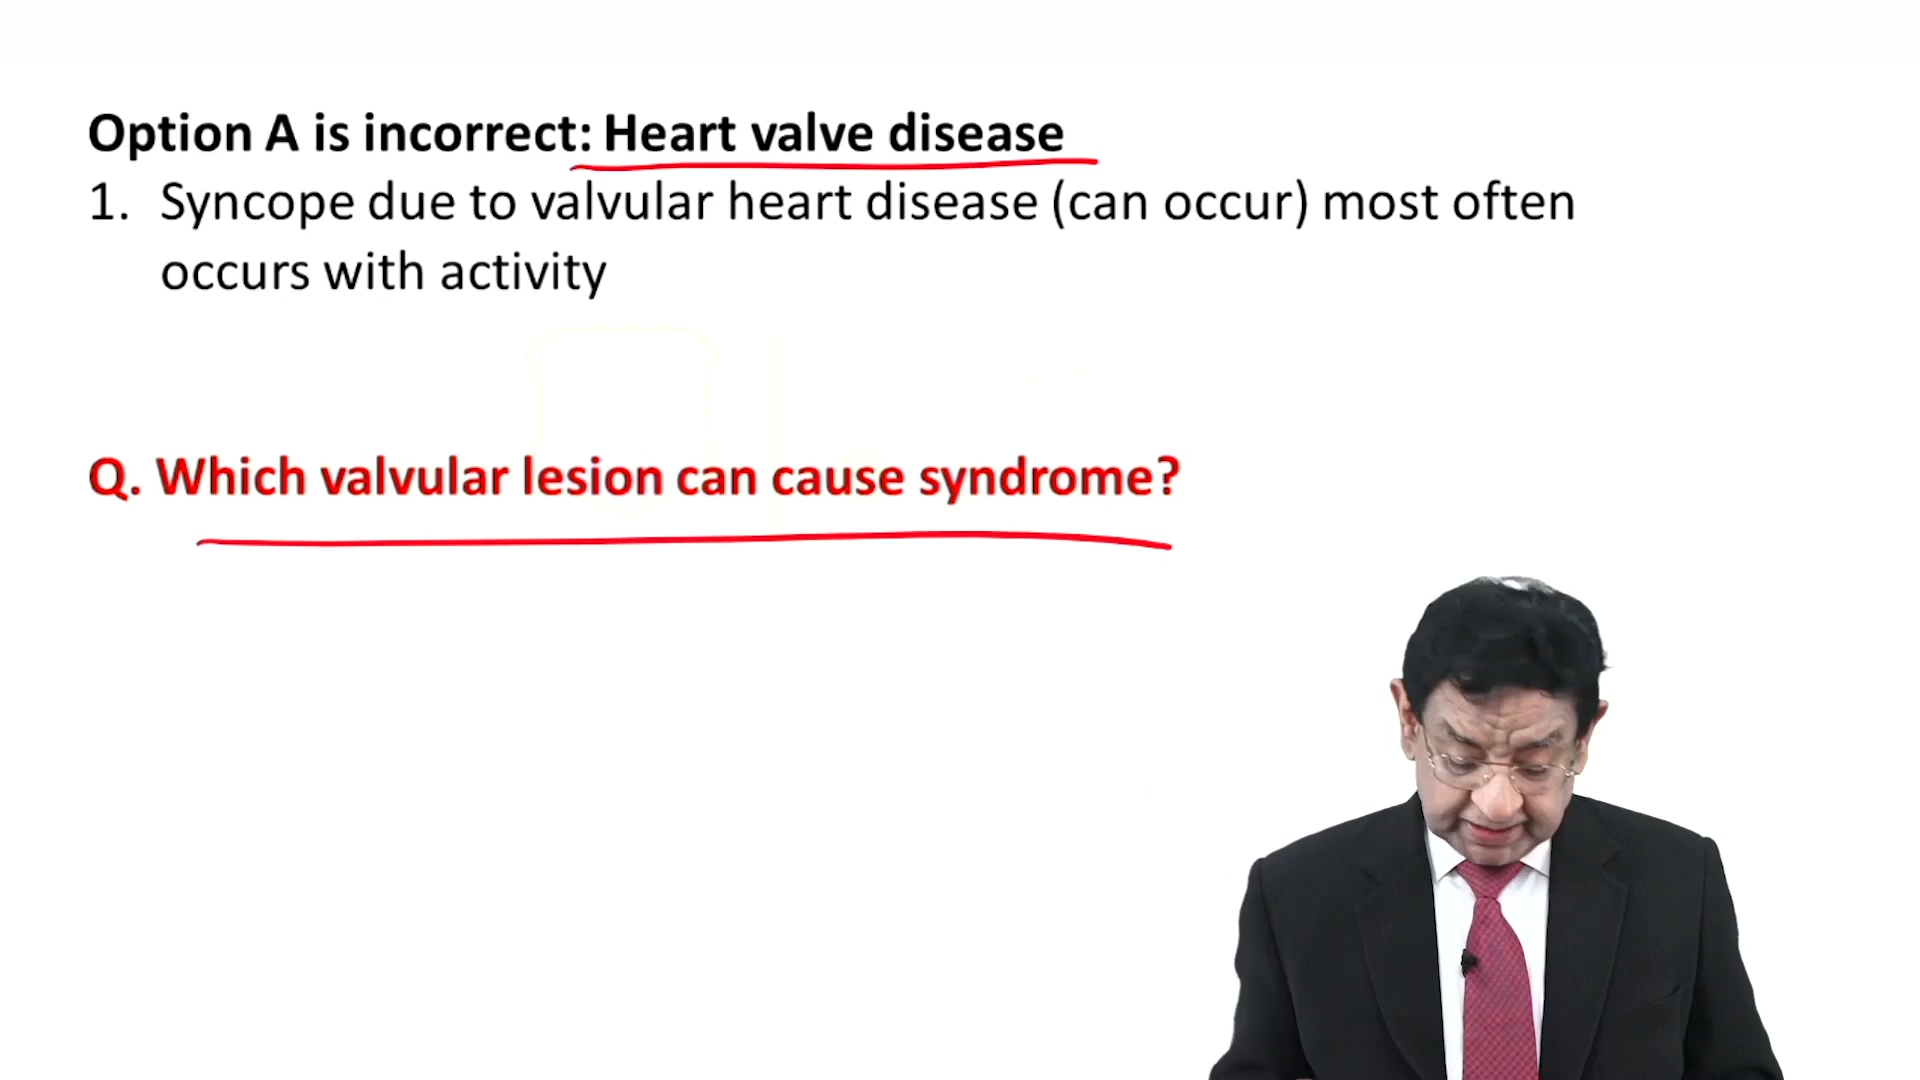 Option A is incorrect: Heart valve disease
1. Syncope due to valvular heart disease (can occur) most often
occurs with activity
Q. Which valvular lesion can cause syndrome?